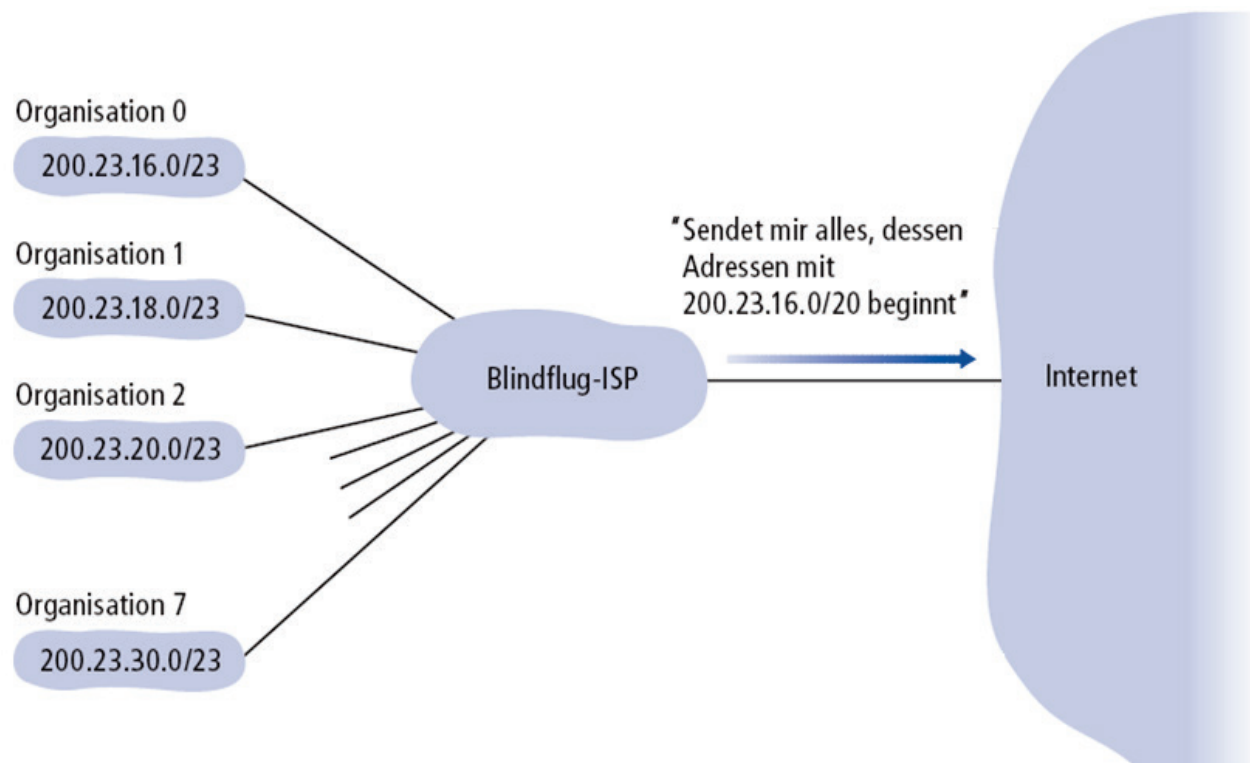 Organisation 0
200.23.16.0/23
Organisation 1
200.23.18.0/23
Organisation 2
200.23.20.0/23
Organisation 7
200.23.30.0/23
Blindflug-ISP
"Sendet mir alles, dessen
Adressen mit
200.23.16.0/20 beginnt"
Internet